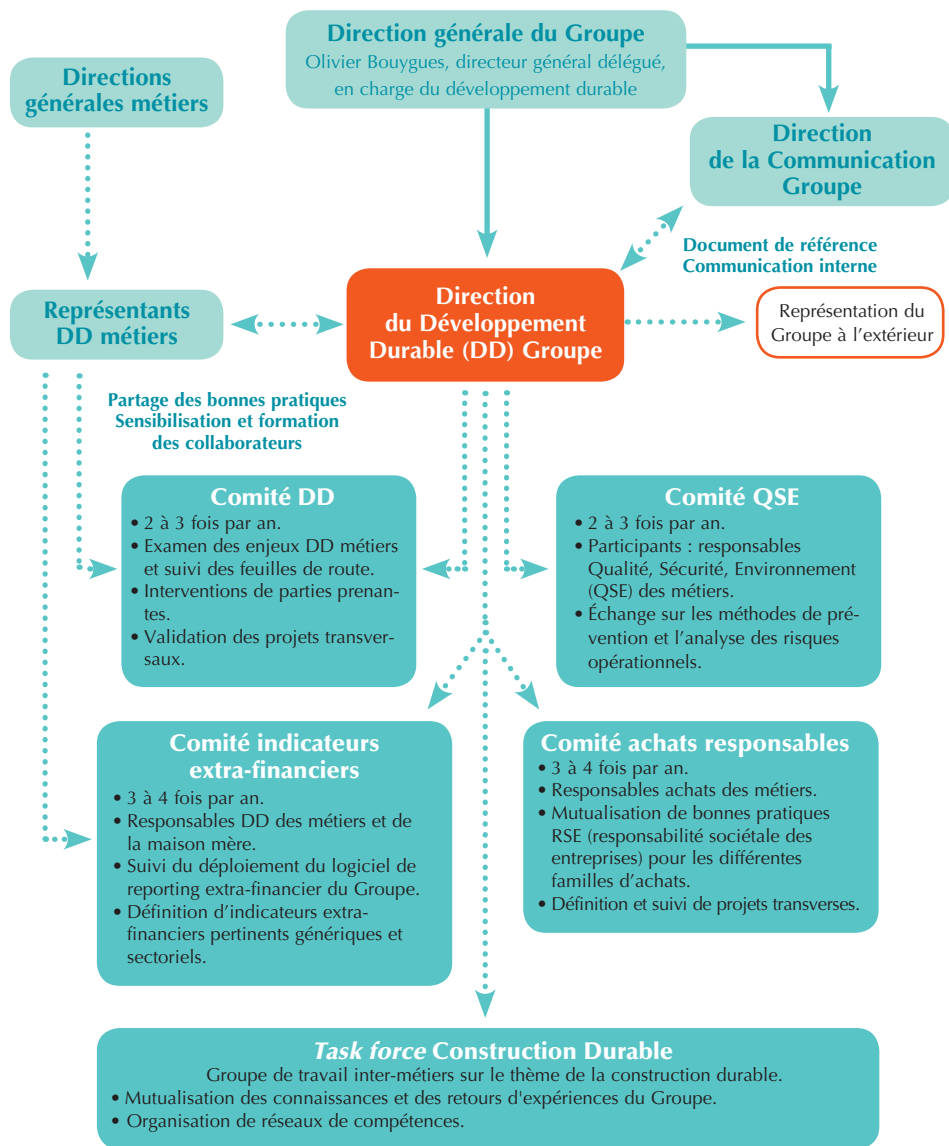 Direction générale du Groupe
Olivier Bouygues, directeur général délégué,
en charge du développement durable
Directions
générales métiers
Direction
de la Communication
Groupe
Document de référence
Communication interne
Représentants
DD métiers
Direction
du Développement
Durable (DD) Groupe
Représentation du
Groupe à l’extérieur
Partage des bonnes pratiques
Sensibilisation et formation
des collaborateurs
Comité DD
• 2 à 3 fois par an.
• Examen des enjeux DD métiers
et suivi des feuilles de route.
• Interventions de parties prenan-
tes.
• Validation des projets transver-
saux.
Comité QSE
• 2 à 3 fois par an.
• Participants : responsables
Qualité, Sécurité, Environnement
(QSE) des métiers.
• Échange sur les méthodes de pré-
vention et l’analyse des risques
opérationnels.
Comité indicateurs
extra-financiers
• 3 à 4 fois par an.
• Responsables DD des métiers et de
la maison mère.
• Suivi du déploiement du logiciel de
reporting extra-financier du Groupe.
• Définition d’indicateurs extra-
financiers pertinents génériques et
sectoriels.
Comité achats responsables
• 3 à 4 fois par an.
• Responsables achats des métiers.
• Mutualisation de bonnes pratiques
RSE (responsabilité sociétale des
entreprises) pour les différentes
familles d’achats.
• Définition et suivi de projets transverses.
Task force Construction Durable
Groupe de travail inter-métiers sur le thème de la construction durable.
• Mutualisation des connaissances et des retours d'expériences du Groupe.
• Organisation de réseaux de compétences.